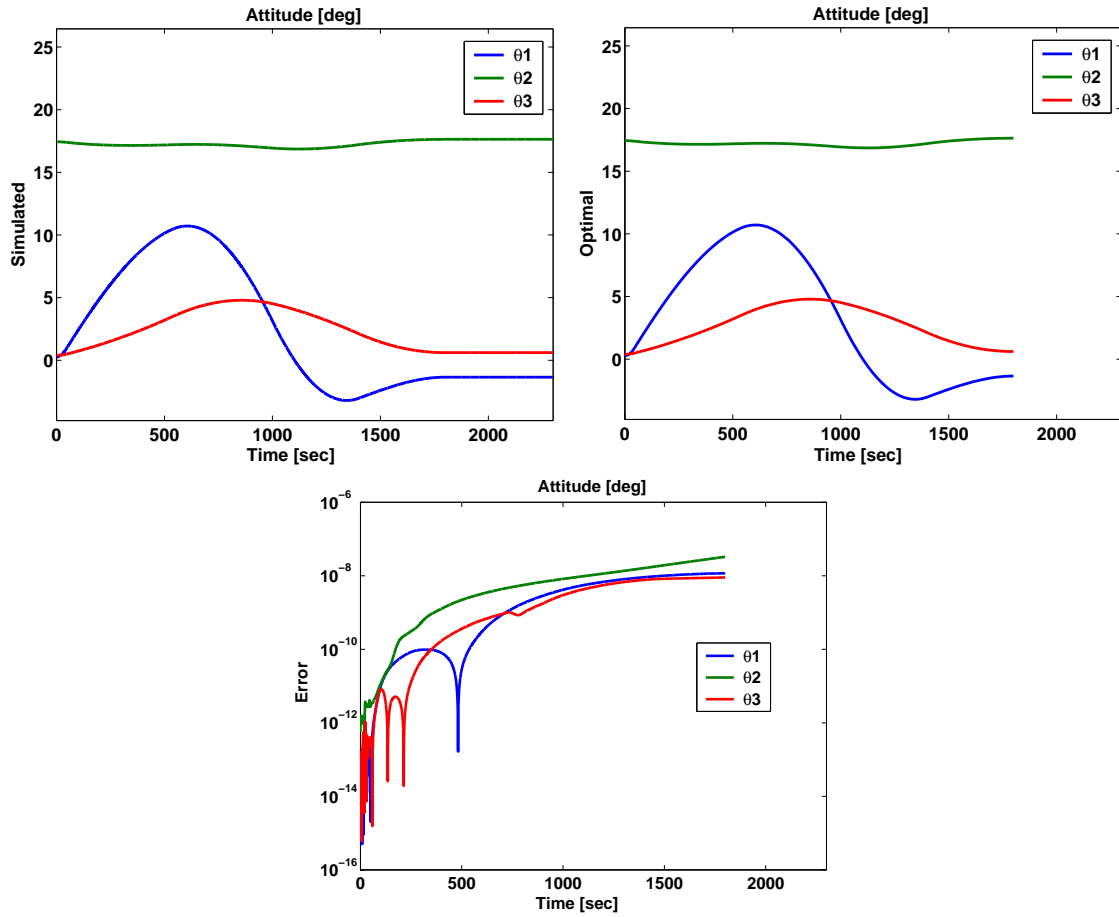 Attitude [deg]
Simulated
25
20
15
10
5
0
θ1
θ2
θ3
0 500 1000 1500 2000
Time [sec]
Attitude [deg]
Optimal
25
20
15
10
5
0
θ1
θ2
θ3
0 500 1000 1500 2000
Time [sec]
Attitude [deg]
Error
10⁻⁶
10⁻⁸
10⁻¹⁰
10⁻¹²
10⁻¹⁴
10⁻¹⁶
θ1
θ2
θ3
0 500 1000 1500 2000
Time [sec]